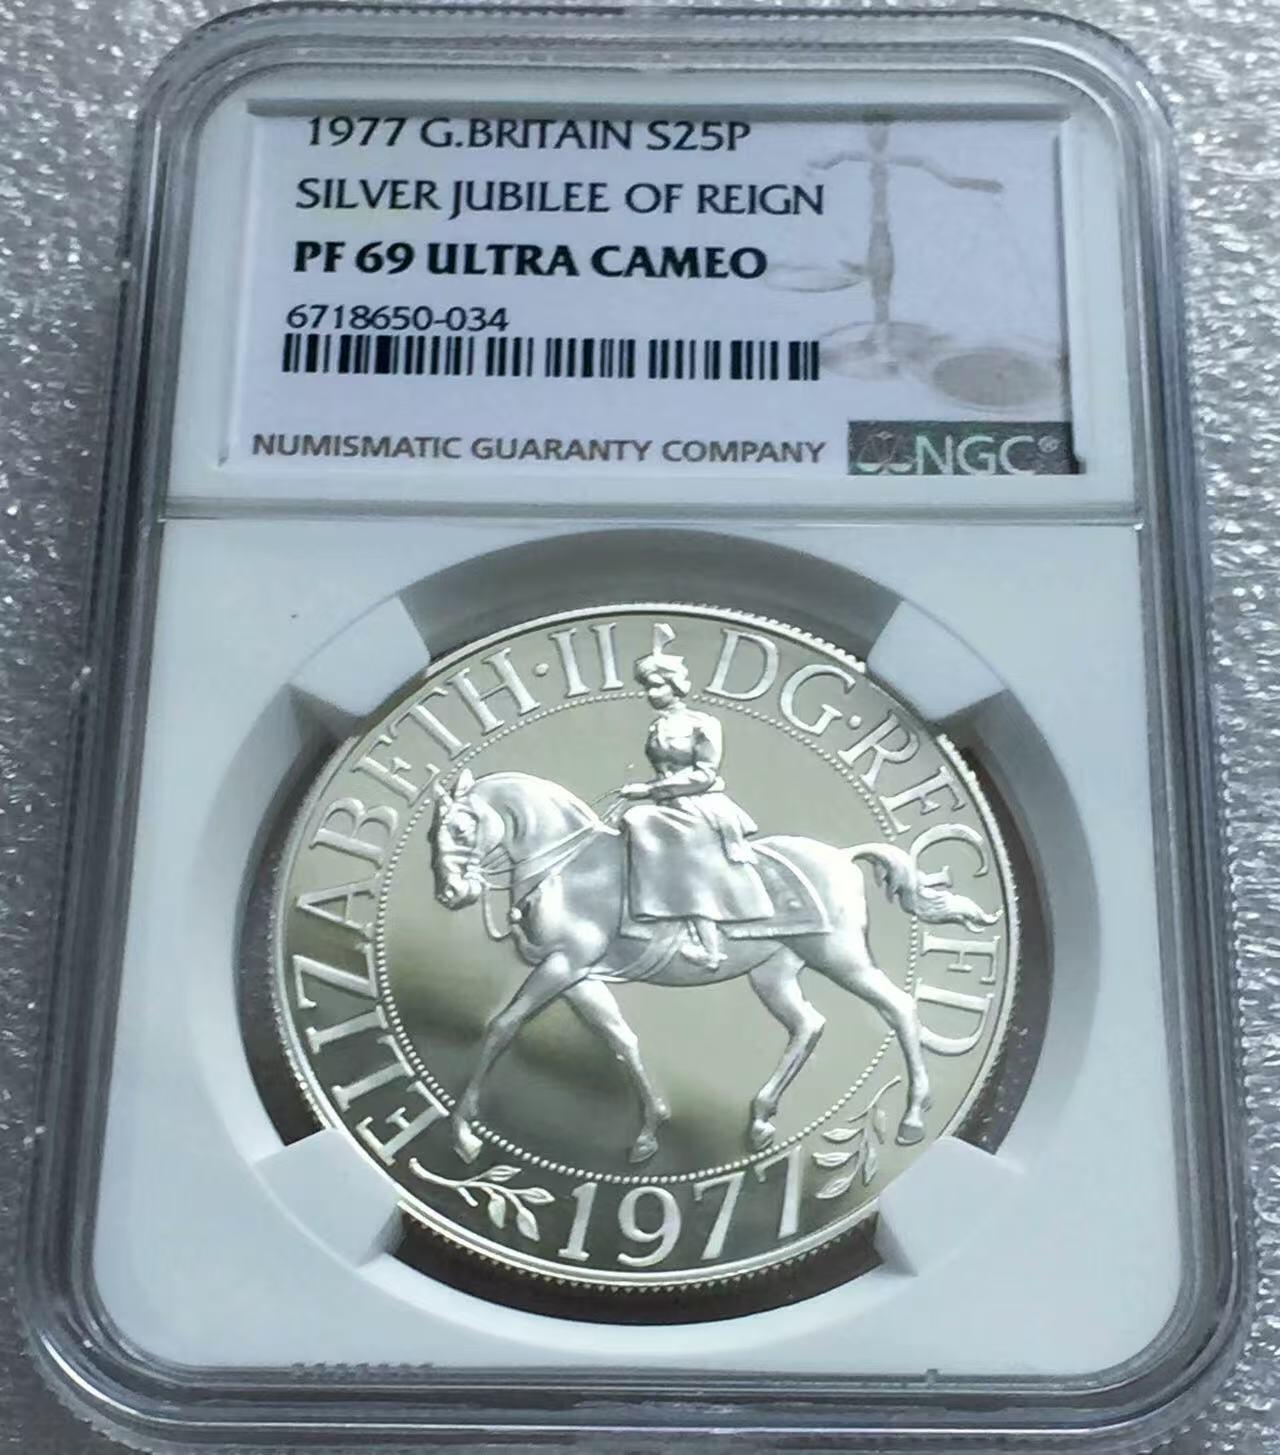 1977 G.BRITAIN S25P
SILVER JUBILEE OF REIGN
PF 69 ULTRA CAMEO
6718650-034
NUMISMATIC GUARANTY COMPANY
NGC®
ELIZABETH·II DG·REG FD
1977